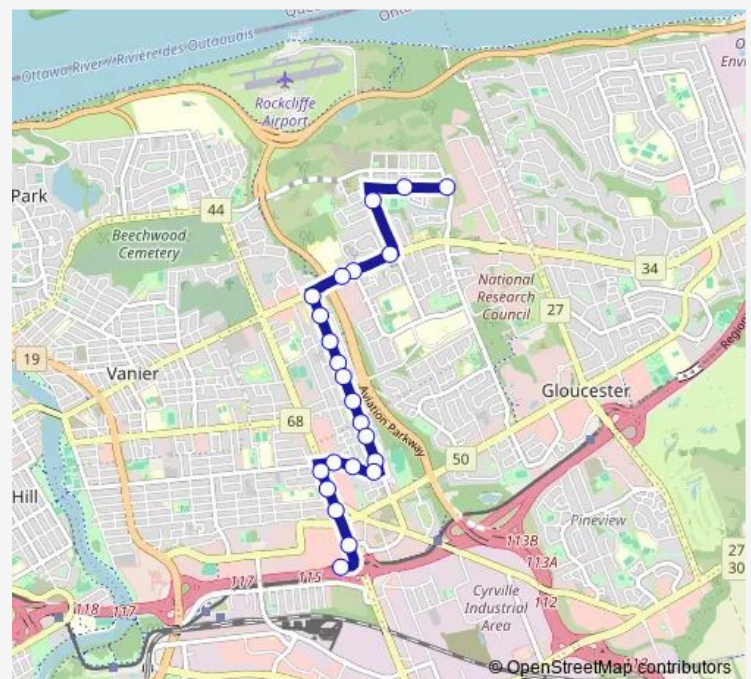 Ottawa River / Rivière des Outaouais
Rockcliffe
Airport
Park
44
Beechwood
Cemetery
34
National
Research
Council
27
19
Vanier
Gloucester
Aviation Parkway
68
50
Hill
Pineview
113B
113A
27
30
117
115
Cyrville
Industrial
Area
112
118
117
© OpenStreetMap contributors